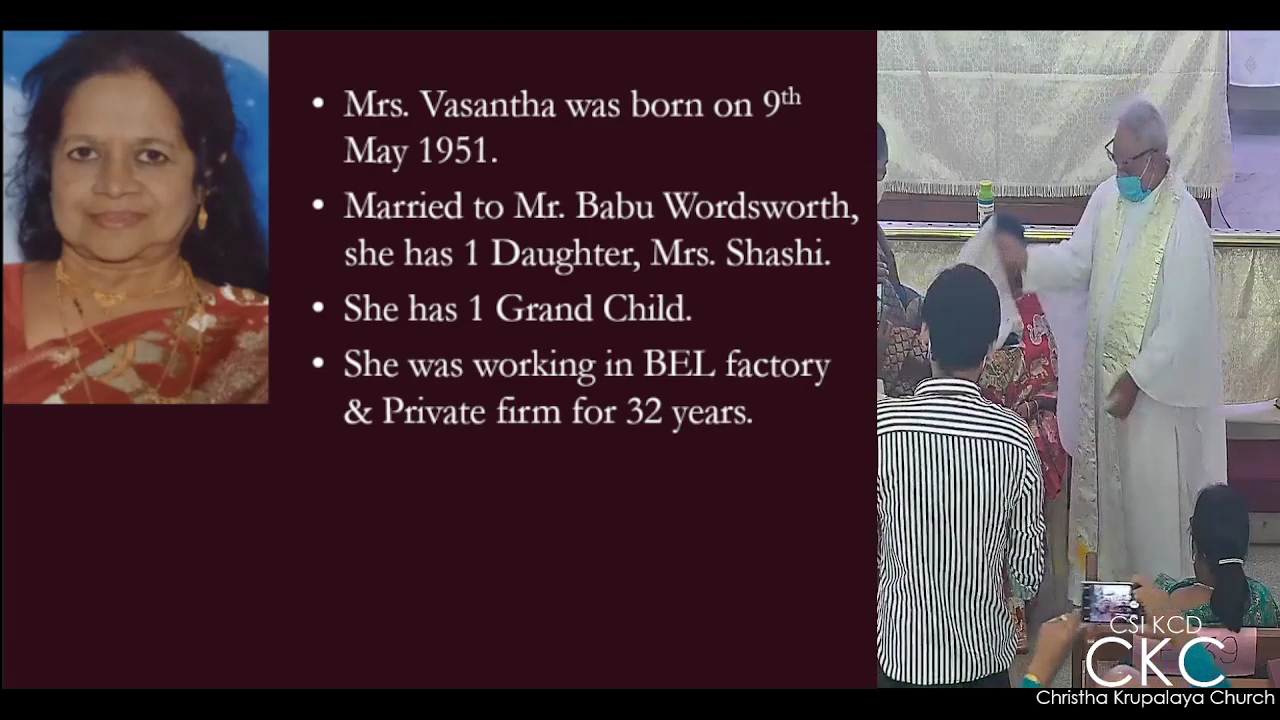 • Mrs. Vasantha was born on 9th
May 1951.
• Married to Mr. Babu Wordsworth,
she has 1 Daughter, Mrs. Shashi.
• She has 1 Grand Child.
• She was working in BEL factory
& Private firm for 32 years.
CSI KCD
CKC
Christha Krupalaya Church